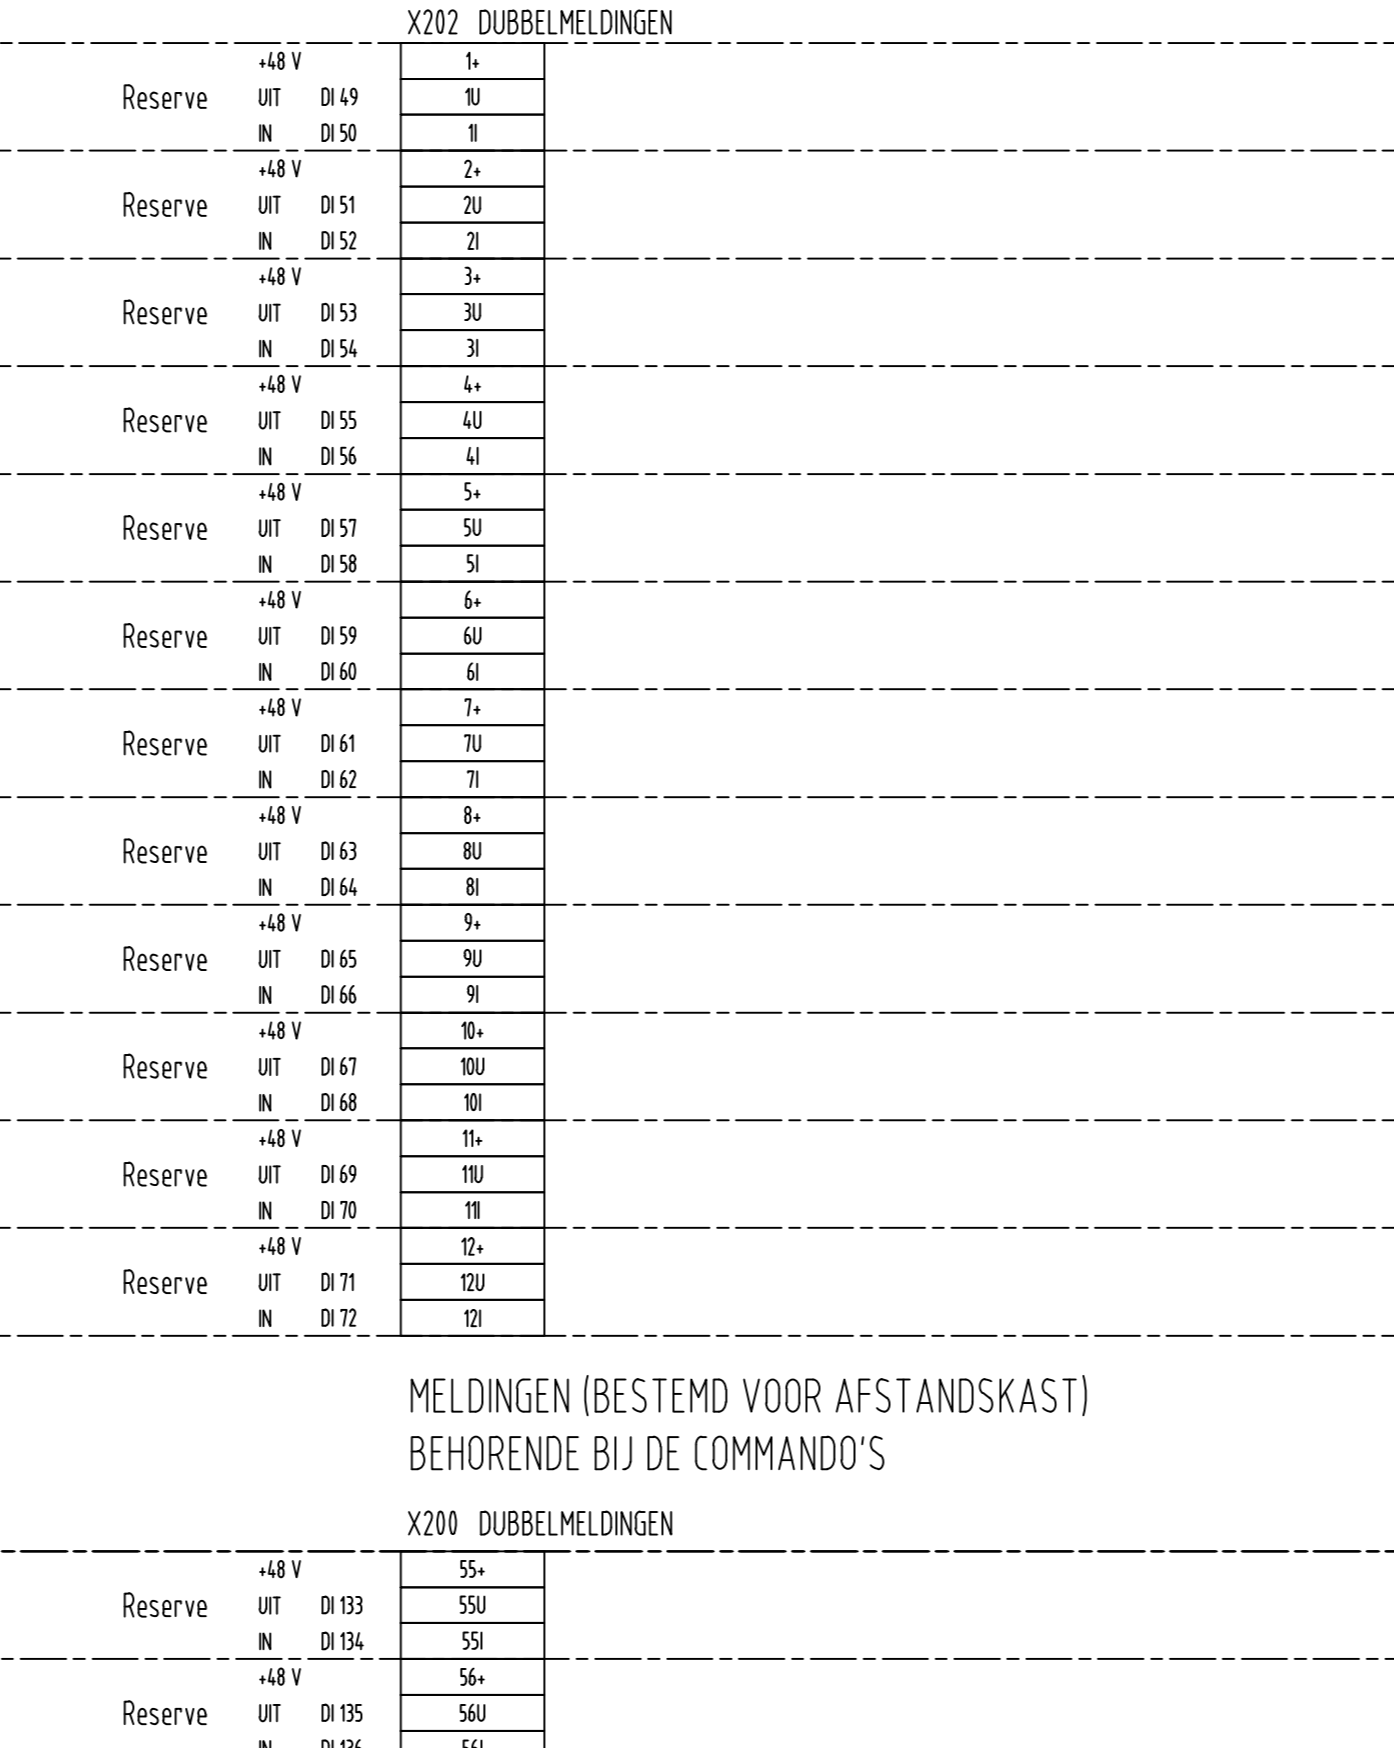 X202 DUBBELMELDINGEN
+48 V 1+
Reserve UIT DI 49 1U
IN DI 50 1I
+48 V 2+
Reserve UIT DI 51 2U
IN DI 52 2I
+48 V 3+
Reserve UIT DI 53 3U
IN DI 54 3I
+48 V 4+
Reserve UIT DI 55 4U
IN DI 56 4I
+48 V 5+
Reserve UIT DI 57 5U
IN DI 58 5I
+48 V 6+
Reserve UIT DI 59 6U
IN DI 60 6I
+48 V 7+
Reserve UIT DI 61 7U
IN DI 62 7I
+48 V 8+
Reserve UIT DI 63 8U
IN DI 64 8I
+48 V 9+
Reserve UIT DI 65 9U
IN DI 66 9I
+48 V 10+
Reserve UIT DI 67 10U
IN DI 68 10I
+48 V 11+
Reserve UIT DI 69 11U
IN DI 70 11I
+48 V 12+
Reserve UIT DI 71 12U
IN DI 72 12I
MELDINGEN (BESTEMD VOOR AFSTANDSKAST)
BEHORENDE BIJ DE COMMANDO'S
X200 DUBBELMELDINGEN
+48 V 55+
Reserve UIT DI 133 55U
IN DI 134 55I
+48 V 56+
Reserve UIT DI 135 56U
IN DI 136 56I